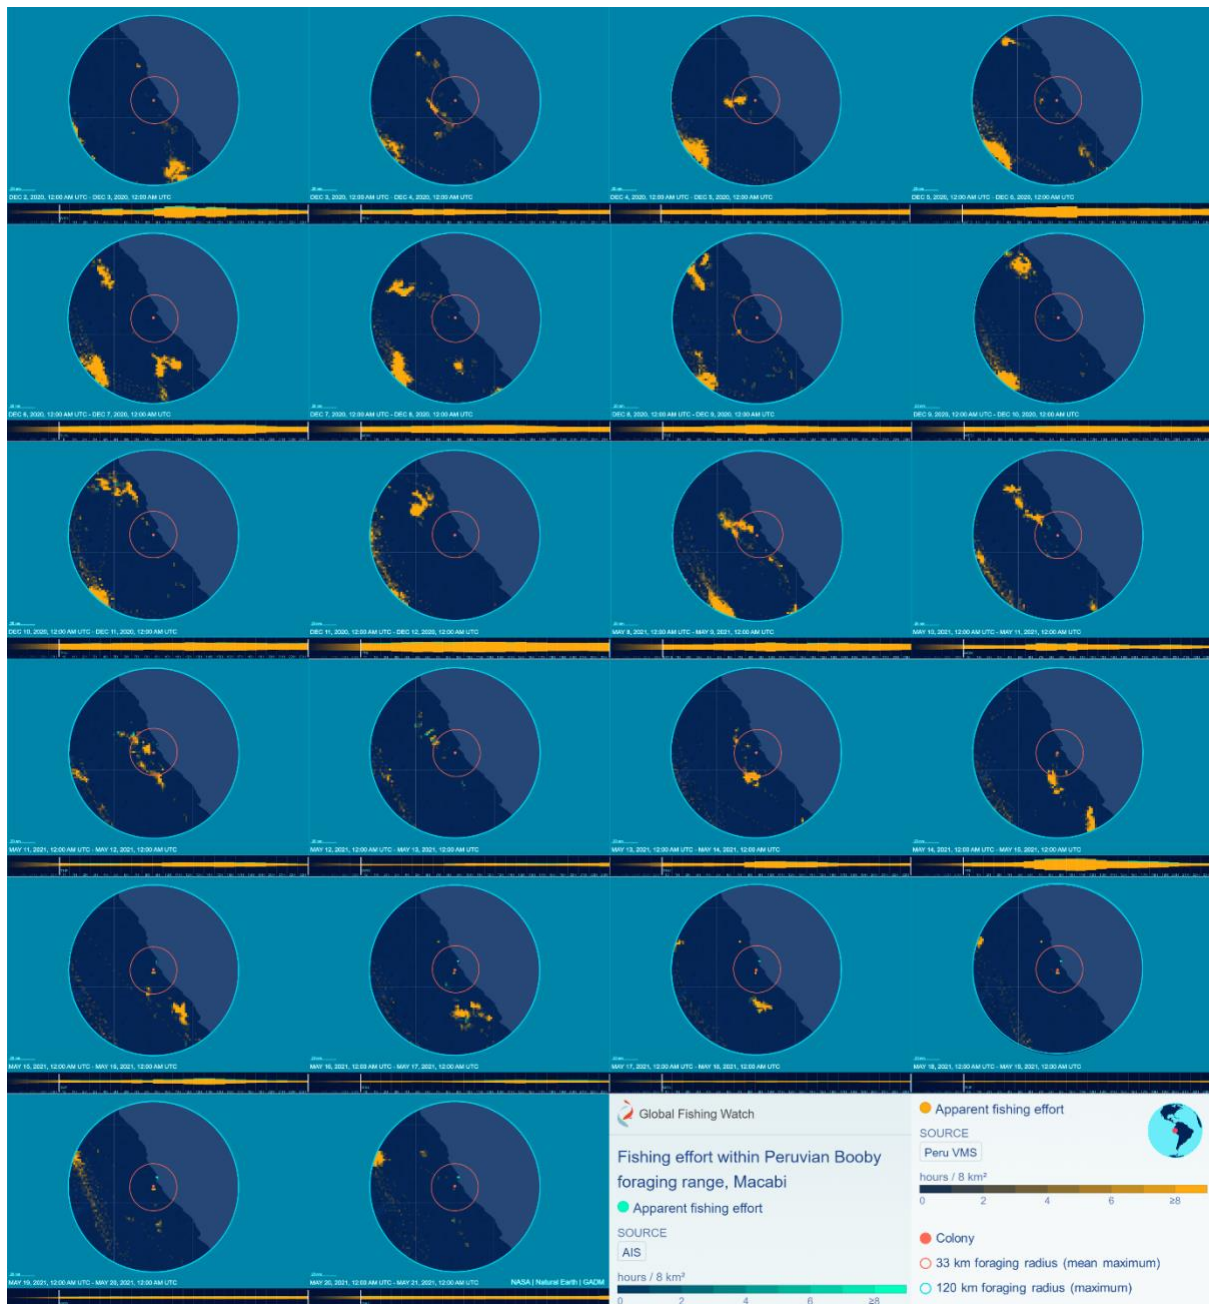 DEC 2, 2020, 12:00 AM UTC - DEC 3, 2020, 12:00 AM UTC
DEC 3, 2020, 12:00 AM UTC - DEC 4, 2020, 12:00 AM UTC
DEC 4, 2020, 12:00 AM UTC - DEC 5, 2020, 12:00 AM UTC
DEC 5, 2020, 12:00 AM UTC - DEC 6, 2020, 12:00 AM UTC
DEC 6, 2020, 12:00 AM UTC - DEC 7, 2020, 12:00 AM UTC
DEC 7, 2020, 12:00 AM UTC - DEC 8, 2020, 12:00 AM UTC
DEC 8, 2020, 12:00 AM UTC - DEC 9, 2020, 12:00 AM UTC
DEC 9, 2020, 12:00 AM UTC - DEC 10, 2020, 12:00 AM UTC
DEC 10, 2020, 12:00 AM UTC - DEC 11, 2020, 12:00 AM UTC
DEC 11, 2020, 12:00 AM UTC - DEC 12, 2020, 12:00 AM UTC
MAY 8, 2021, 12:00 AM UTC - MAY 9, 2021, 12:00 AM UTC
MAY 10, 2021, 12:00 AM UTC - MAY 11, 2021, 12:00 AM UTC
MAY 11, 2021, 12:00 AM UTC - MAY 12, 2021, 12:00 AM UTC
MAY 12, 2021, 12:00 AM UTC - MAY 13, 2021, 12:00 AM UTC
MAY 13, 2021, 12:00 AM UTC - MAY 14, 2021, 12:00 AM UTC
MAY 14, 2021, 12:00 AM UTC - MAY 15, 2021, 12:00 AM UTC
MAY 15, 2021, 12:00 AM UTC - MAY 16, 2021, 12:00 AM UTC
MAY 16, 2021, 12:00 AM UTC - MAY 17, 2021, 12:00 AM UTC
MAY 17, 2021, 12:00 AM UTC - MAY 18, 2021, 12:00 AM UTC
MAY 18, 2021, 12:00 AM UTC - MAY 19, 2021, 12:00 AM UTC
MAY 19, 2021, 12:00 AM UTC - MAY 20, 2021, 12:00 AM UTC
MAY 20, 2021, 12:00 AM UTC - MAY 21, 2021, 12:00 AM UTC
NASA | Natural Earth | GADM
Global Fishing Watch
Fishing effort within Peruvian Booby
foraging range, Macabi
Apparent fishing effort
SOURCE
AIS
hours / 8 km²
0 2 4 6 ≥8
Apparent fishing effort
SOURCE
Peru VMS
hours / 8 km²
0 2 4 6 ≥8
Colony
33 km foraging radius (mean maximum)
120 km foraging radius (maximum)